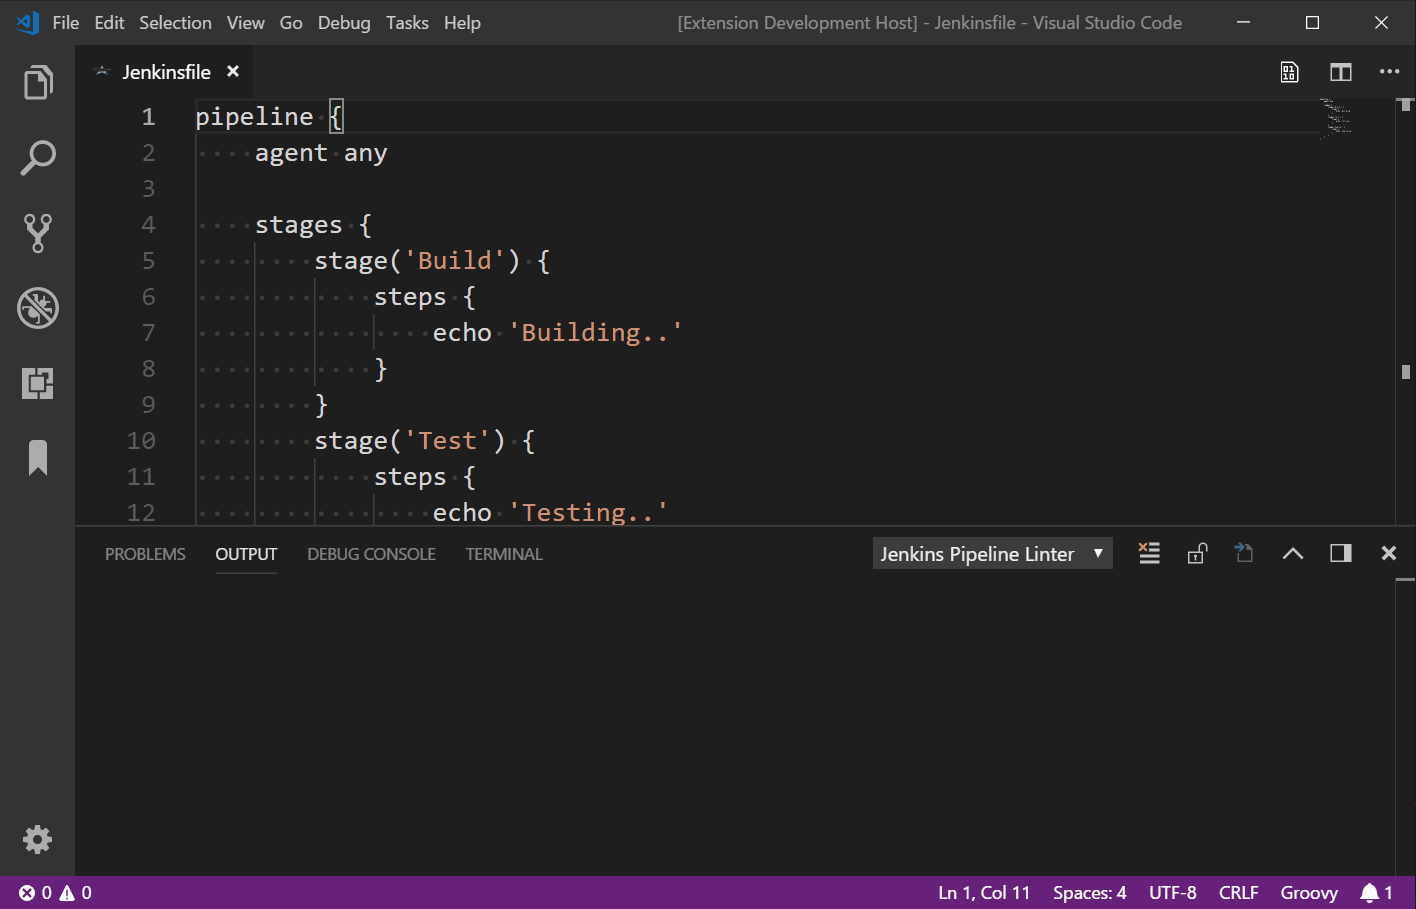 File Edit Selection View Go Debug Tasks Help [Extension Development Host] - Jenkinsfile - Visual Studio Code
Jenkinsfile
1 pipeline {
2 agent any
3
4 stages {
5 stage('Build') {
6 steps {
7 echo 'Building..'
8 }
9 }
10 stage('Test') {
11 steps {
12 echo 'Testing..'
PROBLEMS OUTPUT DEBUG CONSOLE TERMINAL Jenkins Pipeline Linter
0 0 Ln 1, Col 11 Spaces: 4 UTF-8 CRLF Groovy 1